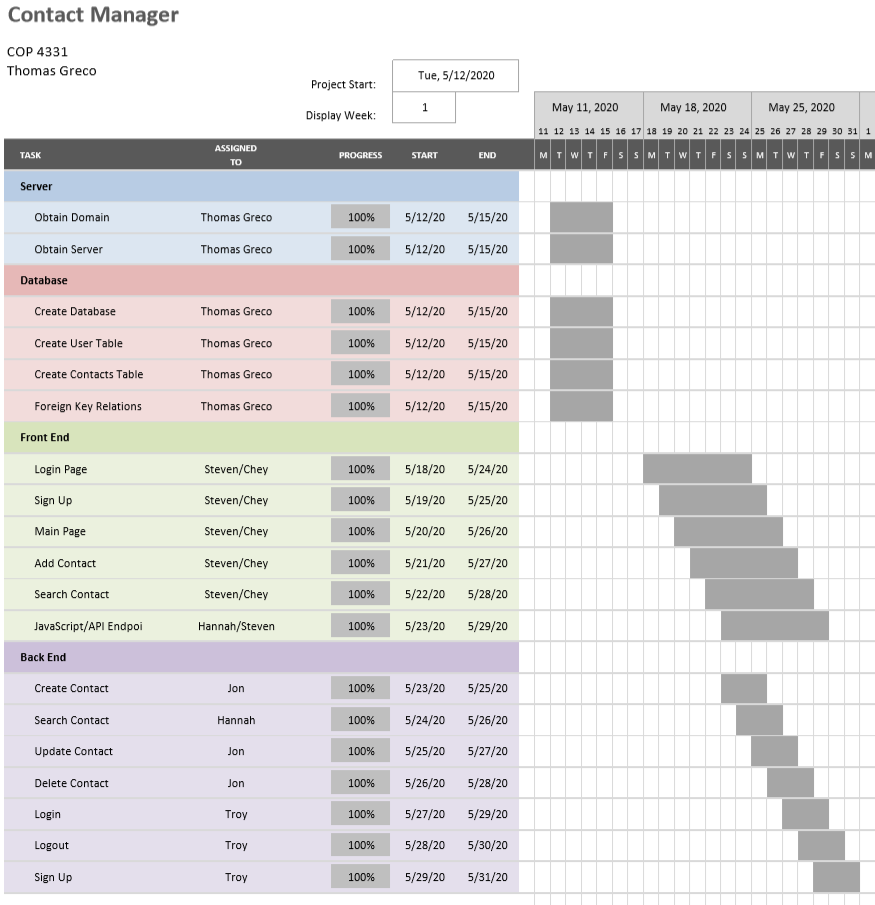 Contact Manager
COP 4331
Thomas Greco
Project Start: Tue, 5/12/2020
Display Week: 1
May 11, 2020 May 18, 2020 May 25, 2020
11 12 13 14 15 16 17 18 19 20 21 22 23 24 25 26 27 28 29 30 31 1
TASK ASSIGNED TO PROGRESS START END M T W T F S S M T W T F S S M T W T F S S M
Server
Obtain Domain Thomas Greco 100% 5/12/20 5/15/20
Obtain Server Thomas Greco 100% 5/12/20 5/15/20
Database
Create Database Thomas Greco 100% 5/12/20 5/15/20
Create User Table Thomas Greco 100% 5/12/20 5/15/20
Create Contacts Table Thomas Greco 100% 5/12/20 5/15/20
Foreign Key Relations Thomas Greco 100% 5/12/20 5/15/20
Front End
Login Page Steven/Chey 100% 5/18/20 5/24/20
Sign Up Steven/Chey 100% 5/19/20 5/25/20
Main Page Steven/Chey 100% 5/20/20 5/26/20
Add Contact Steven/Chey 100% 5/21/20 5/27/20
Search Contact Steven/Chey 100% 5/22/20 5/28/20
JavaScript/API Endpoi Hannah/Steven 100% 5/23/20 5/29/20
Back End
Create Contact Jon 100% 5/23/20 5/25/20
Search Contact Hannah 100% 5/24/20 5/26/20
Update Contact Jon 100% 5/25/20 5/27/20
Delete Contact Jon 100% 5/26/20 5/28/20
Login Troy 100% 5/27/20 5/29/20
Logout Troy 100% 5/28/20 5/30/20
Sign Up Troy 100% 5/29/20 5/31/20